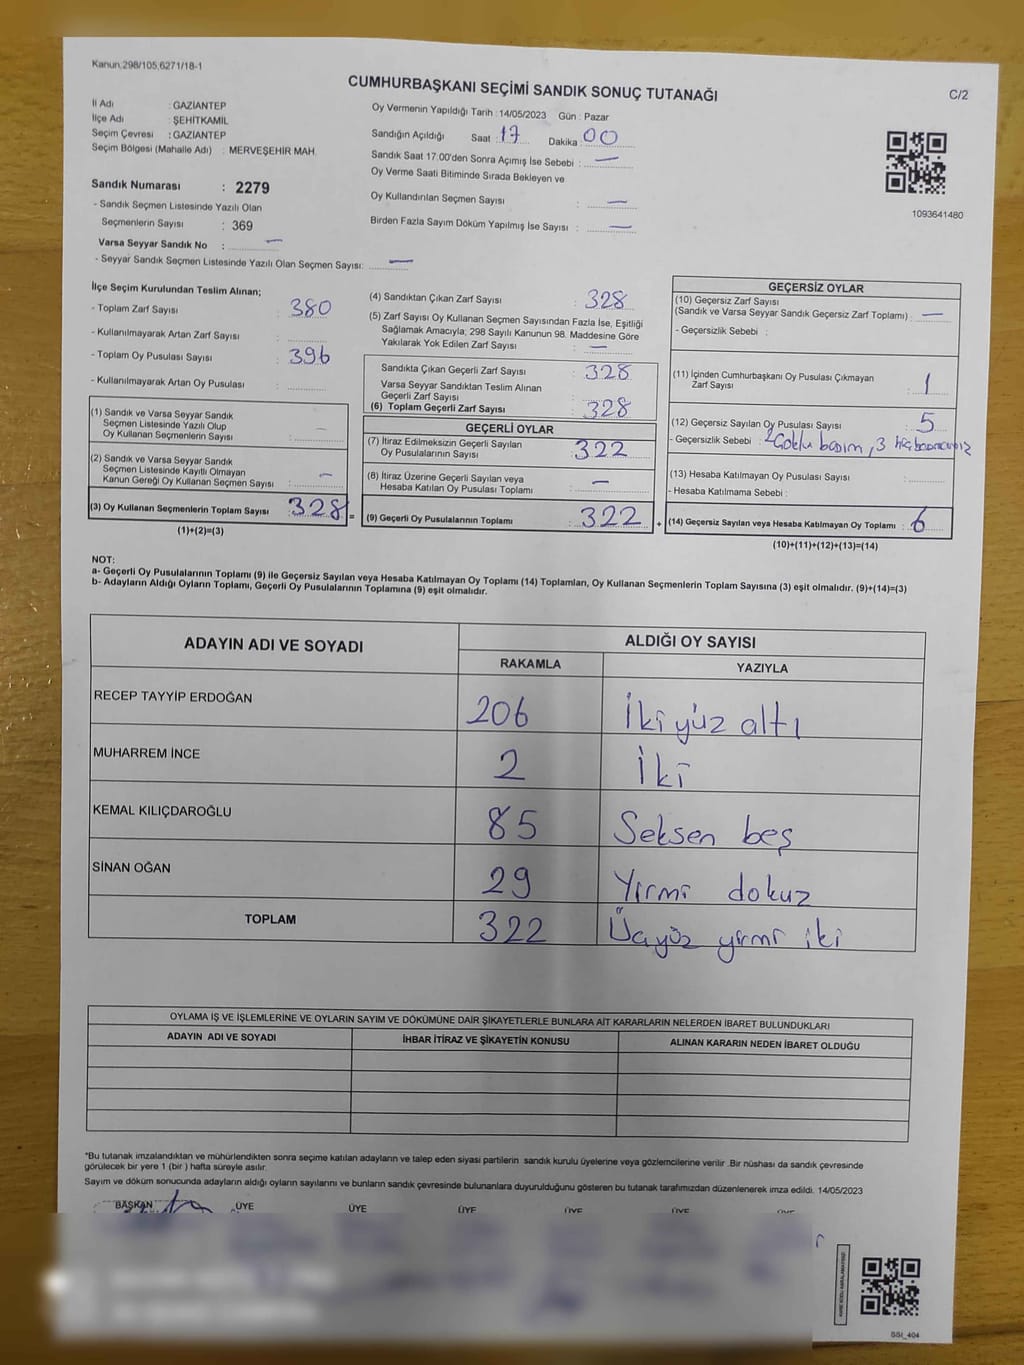 Kanun,298/105,6271/18-1
CUMHURBAŞKANI SEÇİMİ SANDIK SONUÇ TUTANAĞI
C/2
İl Adı : GAZİANTEP
İlçe Adı : ŞEHİTKAMİL
Seçim Çevresi : GAZİANTEP
Seçim Bölgesi (Mahalle Adı) : MERVEŞEHİR MAH.
Sandık Numarası : 2279
- Sandık Seçmen Listesinde Yazılı Olan
Seçmenlerin Sayısı : 369
Varsa Seyyar Sandık No : —
- Seyyar Sandık Seçmen Listesinde Yazılı Olan Seçmen Sayısı: —
Oy Vermenin Yapıldığı Tarih : 14/05/2023 Gün : Pazar
Sandığın Açıldığı Saat : 17 Dakika : 00
Sandık Saat 17.00'den Sonra Açımış İse Sebebi : —
Oy Verme Saati Bitiminde Sırada Bekleyen ve
Oy Kullandırılan Seçmen Sayısı : —
Birden Fazla Sayım Döküm Yapılmış İse Sayısı : —
1093641480
İlçe Seçim Kurulundan Teslim Alınan;
- Toplam Zarf Sayısı : 380
- Kullanılmayarak Artan Zarf Sayısı :
- Toplam Oy Pusulası Sayısı : 396
- Kullanılmayarak Artan Oy Pusulası :
(1) Sandık ve Varsa Seyyar Sandık
Seçmen Listesinde Yazılı Olup
Oy Kullanan Seçmenlerin Sayısı : —
(2) Sandık ve Varsa Seyyar Sandık
Seçmen Listesinde Kayıtlı Olmayan
Kanun Gereği Oy Kullanan Seçmen Sayısı : —
(3) Oy Kullanan Seçmenlerin Toplam Sayısı : 328 =
(1)+(2)=(3)
(4) Sandıktan Çıkan Zarf Sayısı : 328
(5) Zarf Sayısı Oy Kullanan Seçmen Sayısından Fazla İse, Eşitliği
Sağlamak Amacıyla, 298 Sayılı Kanunun 98. Maddesine Göre
Yakılarak Yok Edilen Zarf Sayısı : —
Sandıkta Çıkan Geçerli Zarf Sayısı : 328
Varsa Seyyar Sandıktan Teslim Alınan
Geçerli Zarf Sayısı :
(6) Toplam Geçerli Zarf Sayısı : 328
GEÇERLİ OYLAR
(7) İtiraz Edilmeksizin Geçerli Sayılan
Oy Pusulalarının Sayısı : 322
(8) İtiraz Üzerine Geçerli Sayılan veya
Hesaba Katılan Oy Pusulası Toplamı : —
(9) Geçerli Oy Pusulalarının Toplamı : 322 +
GEÇERSİZ OYLAR
(10) Geçersiz Zarf Sayısı
(Sandık ve Varsa Seyyar Sandık Geçersiz Zarf Toplamı) : —
- Geçersizlik Sebebi :
(11) İçinden Cumhurbaşkanı Oy Pusulası Çıkmayan
Zarf Sayısı : 1
(12) Geçersiz Sayılan Oy Pusulası Sayısı : 5
- Geçersizlik Sebebi : 2 Çoklu basım, 3
(13) Hesaba Katılmayan Oy Pusulası Sayısı :
- Hesaba Katılmama Sebebi :
(14) Geçersiz Sayılan veya Hesaba Katılmayan Oy Toplamı : 6
(10)+(11)+(12)+(13)=(14)
NOT:
a- Geçerli Oy Pusulalarının Toplamı (9) ile Geçersiz Sayılan veya Hesaba Katılmayan Oy Toplamı (14) Toplamları, Oy Kullanan Seçmenlerin Toplam Sayısına (3) eşit olmalıdır. (9)+(14)=(3)
b- Adayların Aldığı Oyların Toplamı, Geçerli Oy Pusulalarının Toplamına (9) eşit olmalıdır.
ADAYIN ADI VE SOYADI ALDIĞI OY SAYISI
RAKAMLA YAZIYLA
RECEP TAYYİP ERDOĞAN 206 İki yüz altı
MUHARREM İNCE 2 İki
KEMAL KILIÇDAROĞLU 85 Seksen beş
SİNAN OĞAN 29 Yirmi dokuz
TOPLAM 322 Üçyüz yirmi iki
OYLAMA İŞ VE İŞLEMLERİNE VE OYLARIN SAYIM VE DÖKÜMÜNE DAİR ŞİKAYETLERLE BUNLARA AİT KARARLARIN NELERDEN İBARET BULUNDUKLARI
ADAYIN ADI VE SOYADI İHBAR İTİRAZ VE ŞİKAYETİN KONUSU ALINAN KARARIN NEDEN İBARET OLDUĞU
*Bu tutanak imzalandıktan ve mühürlendikten sonra seçime katılan adayların ve talep eden siyasi partilerin sandık kurulu üyelerine veya gözlemcilerine verilir .Bir nüshası da sandık çevresinde
görülecek bir yere 1 (bir ) hafta süreyle asılır.
Sayım ve döküm sonucunda adayların aldığı oyların sayılarını ve bunların sandık çevresinde bulunanlara duyurulduğunu gösteren bu tutanak tarafımızdan düzenlenerek imza edildi. 14/05/2023
BAŞKAN ÜYE ÜYE ÜYE ÜYE ÜYE ÜYE
SSİ_404